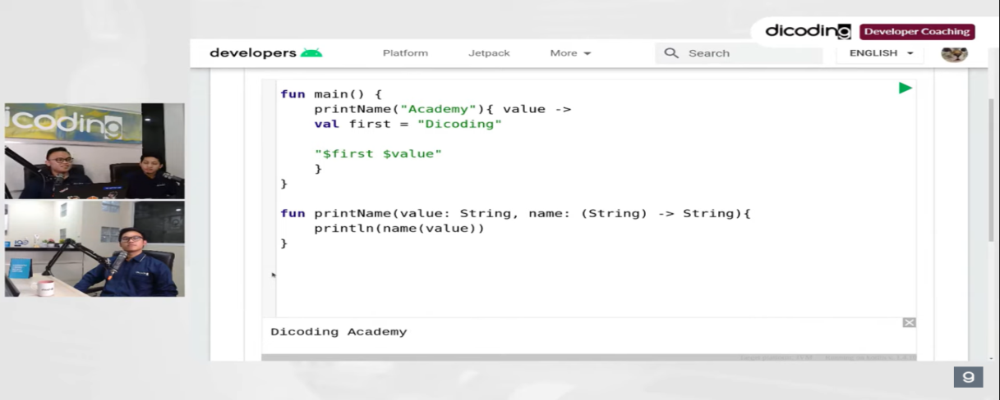 dicoding Developer Coaching
developers Platform Jetpack More Search ENGLISH
icoding
fun main() {
printName("Academy"){ value ->
val first = "Dicoding"
"$first $value"
}
}
fun printName(value: String, name: (String) -> String){
println(name(value))
}
Dicoding Academy
9